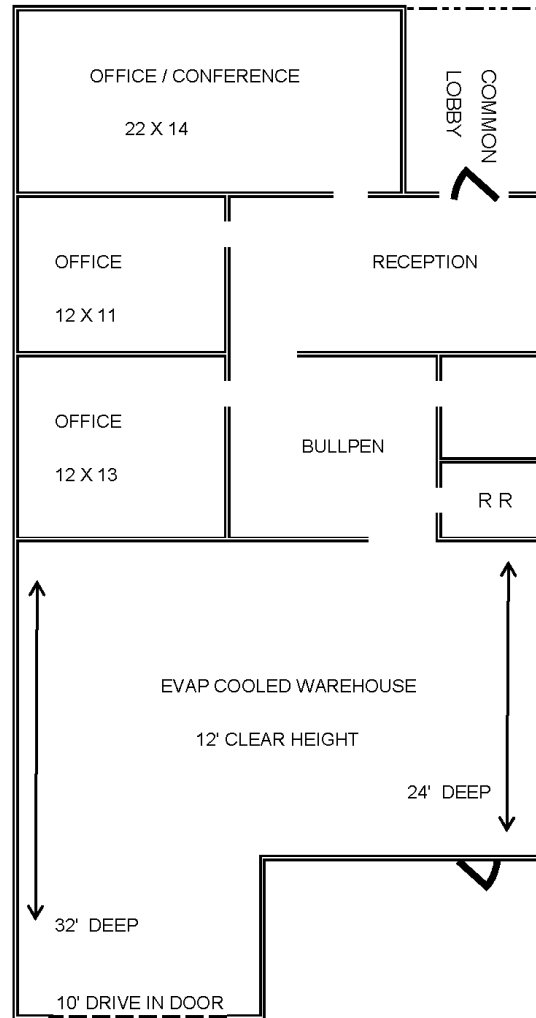 OFFICE / CONFERENCE
22 X 14
COMMON
LOBBY
OFFICE
12 X 11
RECEPTION
OFFICE
12 X 13
BULLPEN
R R
EVAP COOLED WAREHOUSE
12' CLEAR HEIGHT
24' DEEP
32' DEEP
10' DRIVE IN DOOR